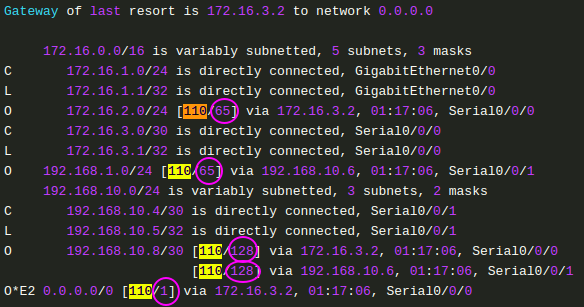 Gateway of last resort is 172.16.3.2 to network 0.0.0.0
172.16.0.0/16 is variably subnetted, 5 subnets, 3 masks
C 172.16.1.0/24 is directly connected, GigabitEthernet0/0
L 172.16.1.1/32 is directly connected, GigabitEthernet0/0
O 172.16.2.0/24 [110/65] via 172.16.3.2, 01:17:06, Serial0/0/0
C 172.16.3.0/30 is directly connected, Serial0/0/0
L 172.16.3.1/32 is directly connected, Serial0/0/0
O 192.168.1.0/24 [110/65] via 192.168.10.6, 01:17:06, Serial0/0/1
192.168.10.0/24 is variably subnetted, 3 subnets, 2 masks
C 192.168.10.4/30 is directly connected, Serial0/0/1
L 192.168.10.5/32 is directly connected, Serial0/0/1
O 192.168.10.8/30 [110/128] via 172.16.3.2, 01:17:06, Serial0/0/0
[110/128] via 192.168.10.6, 01:17:06, Serial0/0/1
O*E2 0.0.0.0/0 [110/1] via 172.16.3.2, 01:17:06, Serial0/0/0